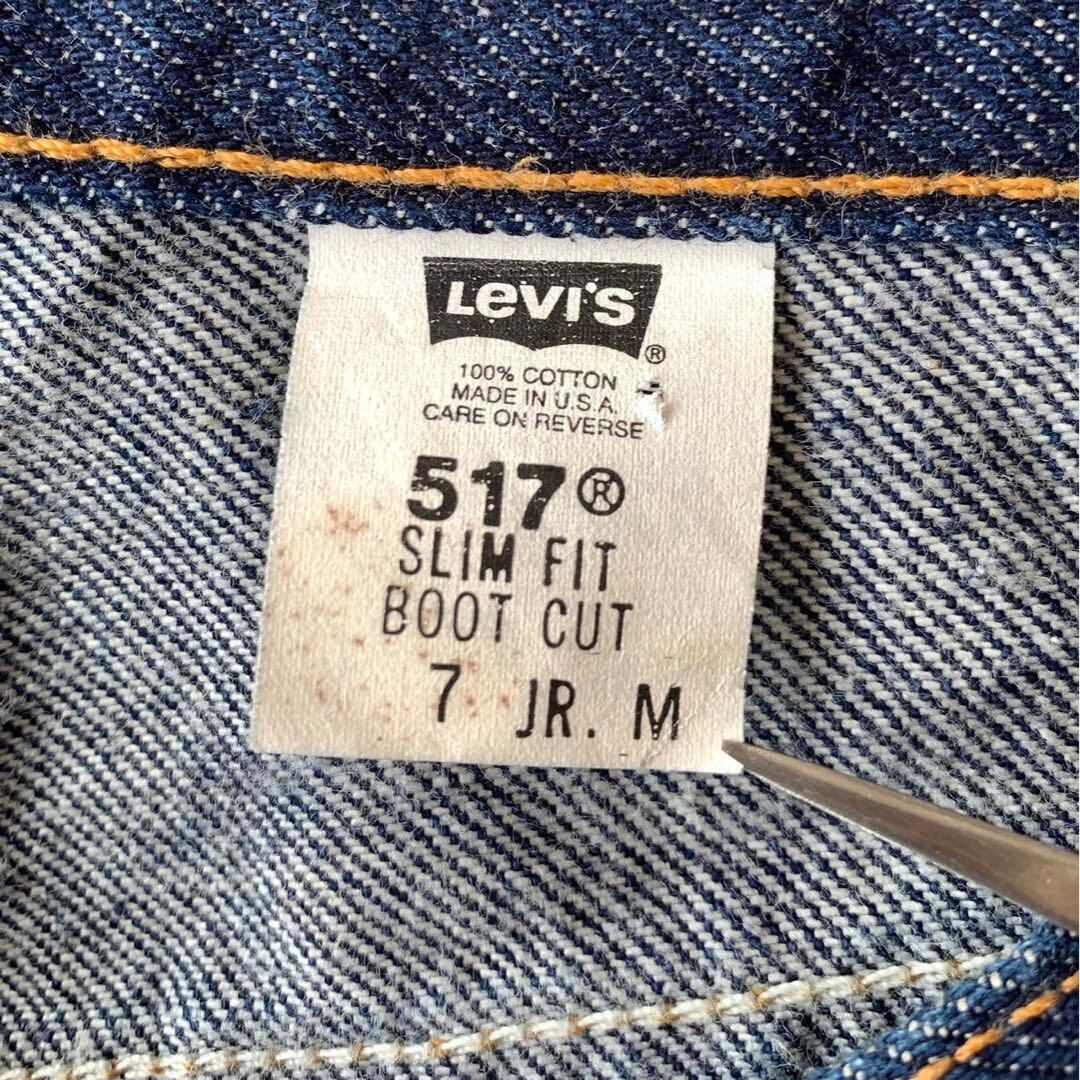 LEVI'S ®
100% COTTON
MADE IN U.S.A.
CARE ON REVERSE
517®
SLIM FIT
BOOT CUT
7 JR. M